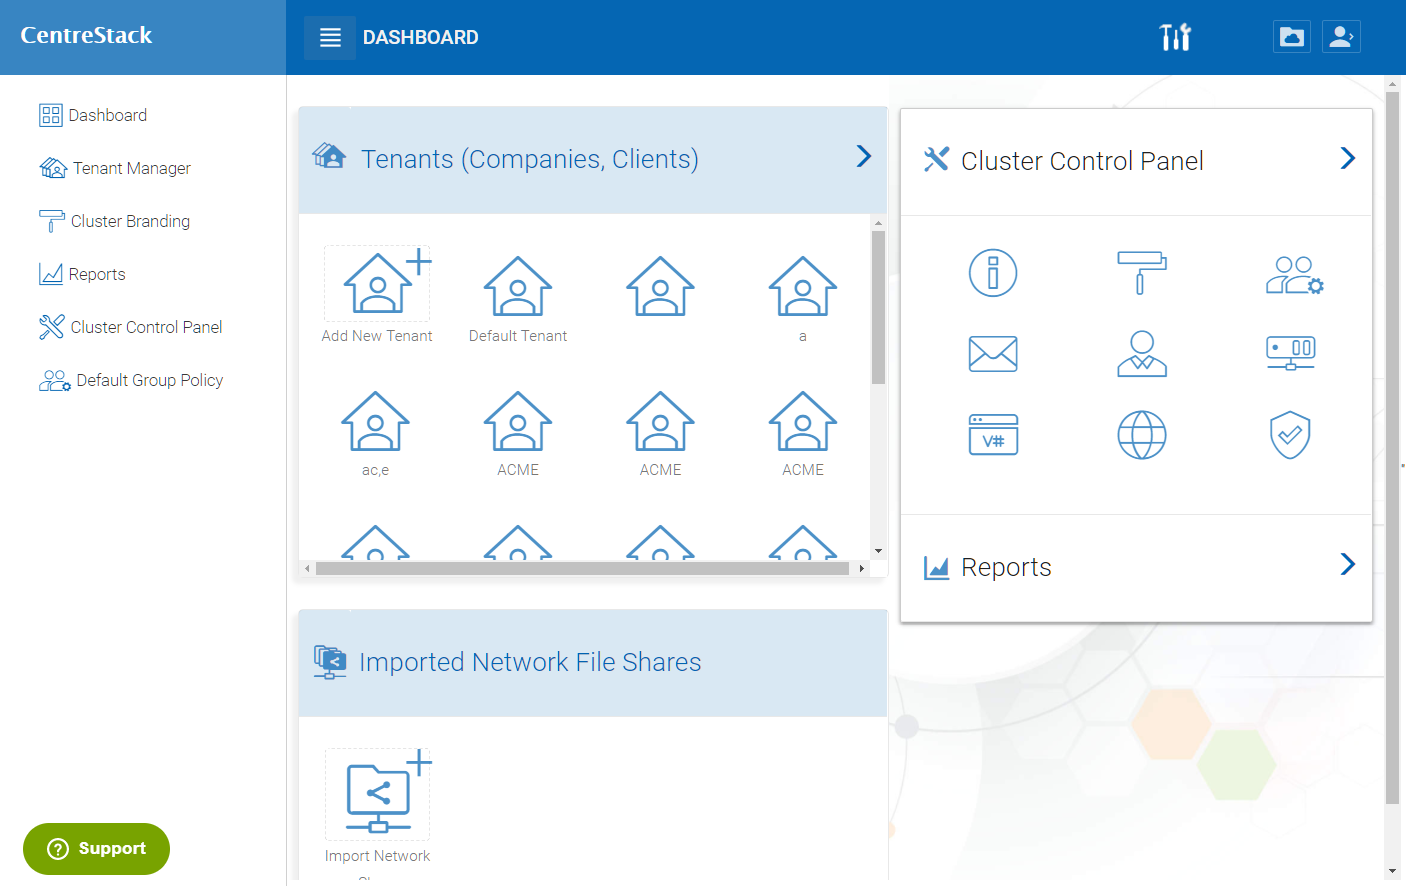 CentreStack
DASHBOARD
Dashboard
Tenant Manager
Cluster Branding
Reports
Cluster Control Panel
Default Group Policy
Support
Tenants (Companies, Clients)
Add New Tenant
Default Tenant
a
ac,e
ACME
ACME
ACME
Imported Network File Shares
Import Network
Cluster Control Panel
V#
Reports